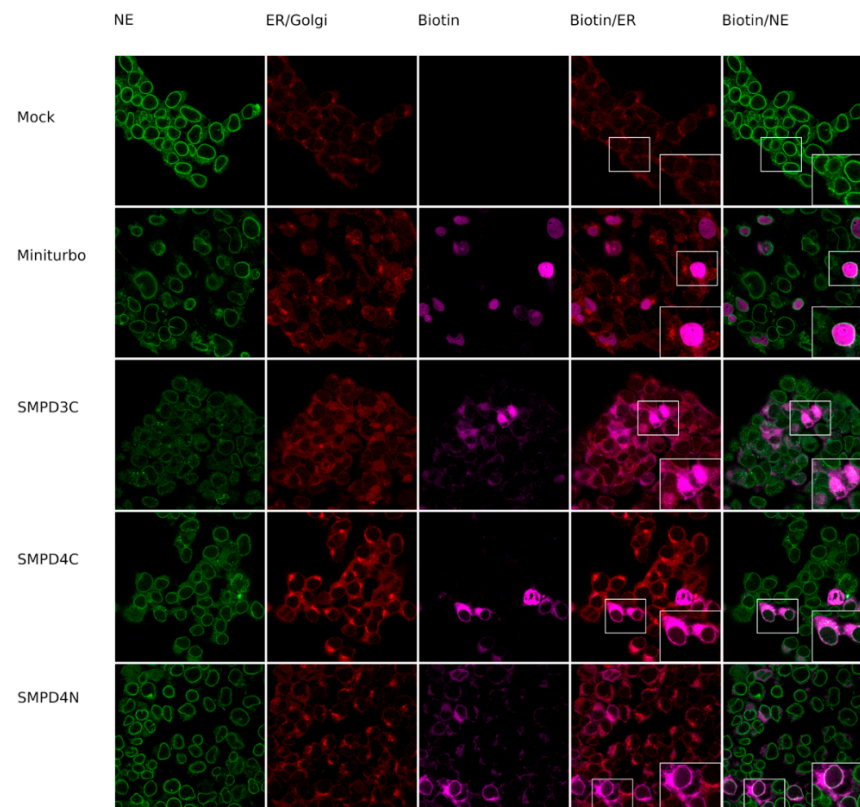 NE ER/Golgi Biotin Biotin/ER Biotin/NE
Mock
Miniturbo
SMPD3C
SMPD4C
SMPD4N